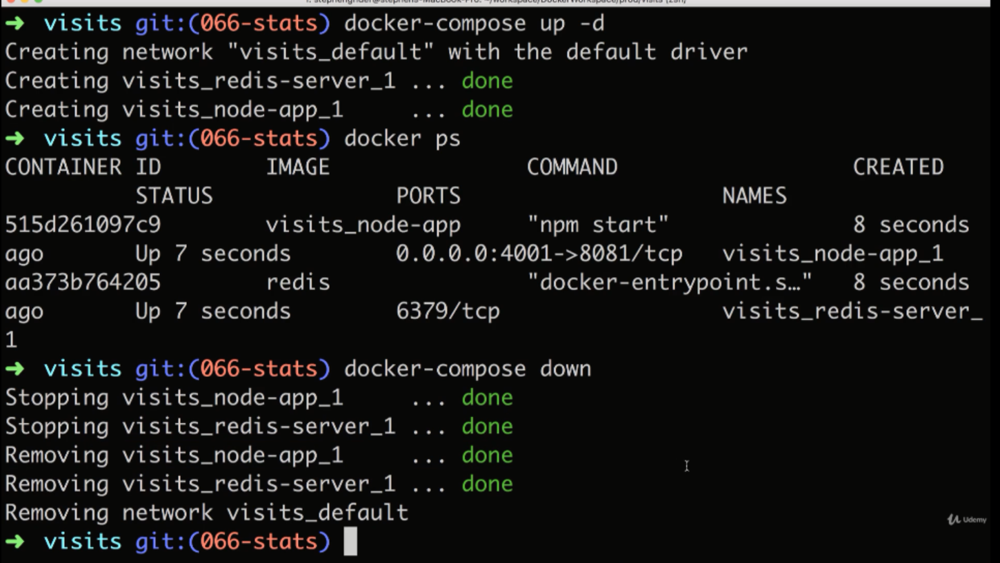 ➜ visits git:(066-stats) docker-compose up -d
Creating network "visits_default" with the default driver
Creating visits_redis-server_1 ... done
Creating visits_node-app_1     ... done
➜ visits git:(066-stats) docker ps
CONTAINER ID        IMAGE               COMMAND                  CREATED
          STATUS              PORTS                    NAMES
515d261097c9        visits_node-app     "npm start"              8 seconds
ago       Up 7 seconds        0.0.0.0:4001->8081/tcp   visits_node-app_1
aa373b764205        redis               "docker-entrypoint.s…"   8 seconds
ago       Up 7 seconds        6379/tcp                 visits_redis-server_
1
➜ visits git:(066-stats) docker-compose down
Stopping visits_node-app_1     ... done
Stopping visits_redis-server_1 ... done
Removing visits_node-app_1     ... done
Removing visits_redis-server_1 ... done
Removing network visits_default
Udemy
➜ visits git:(066-stats)